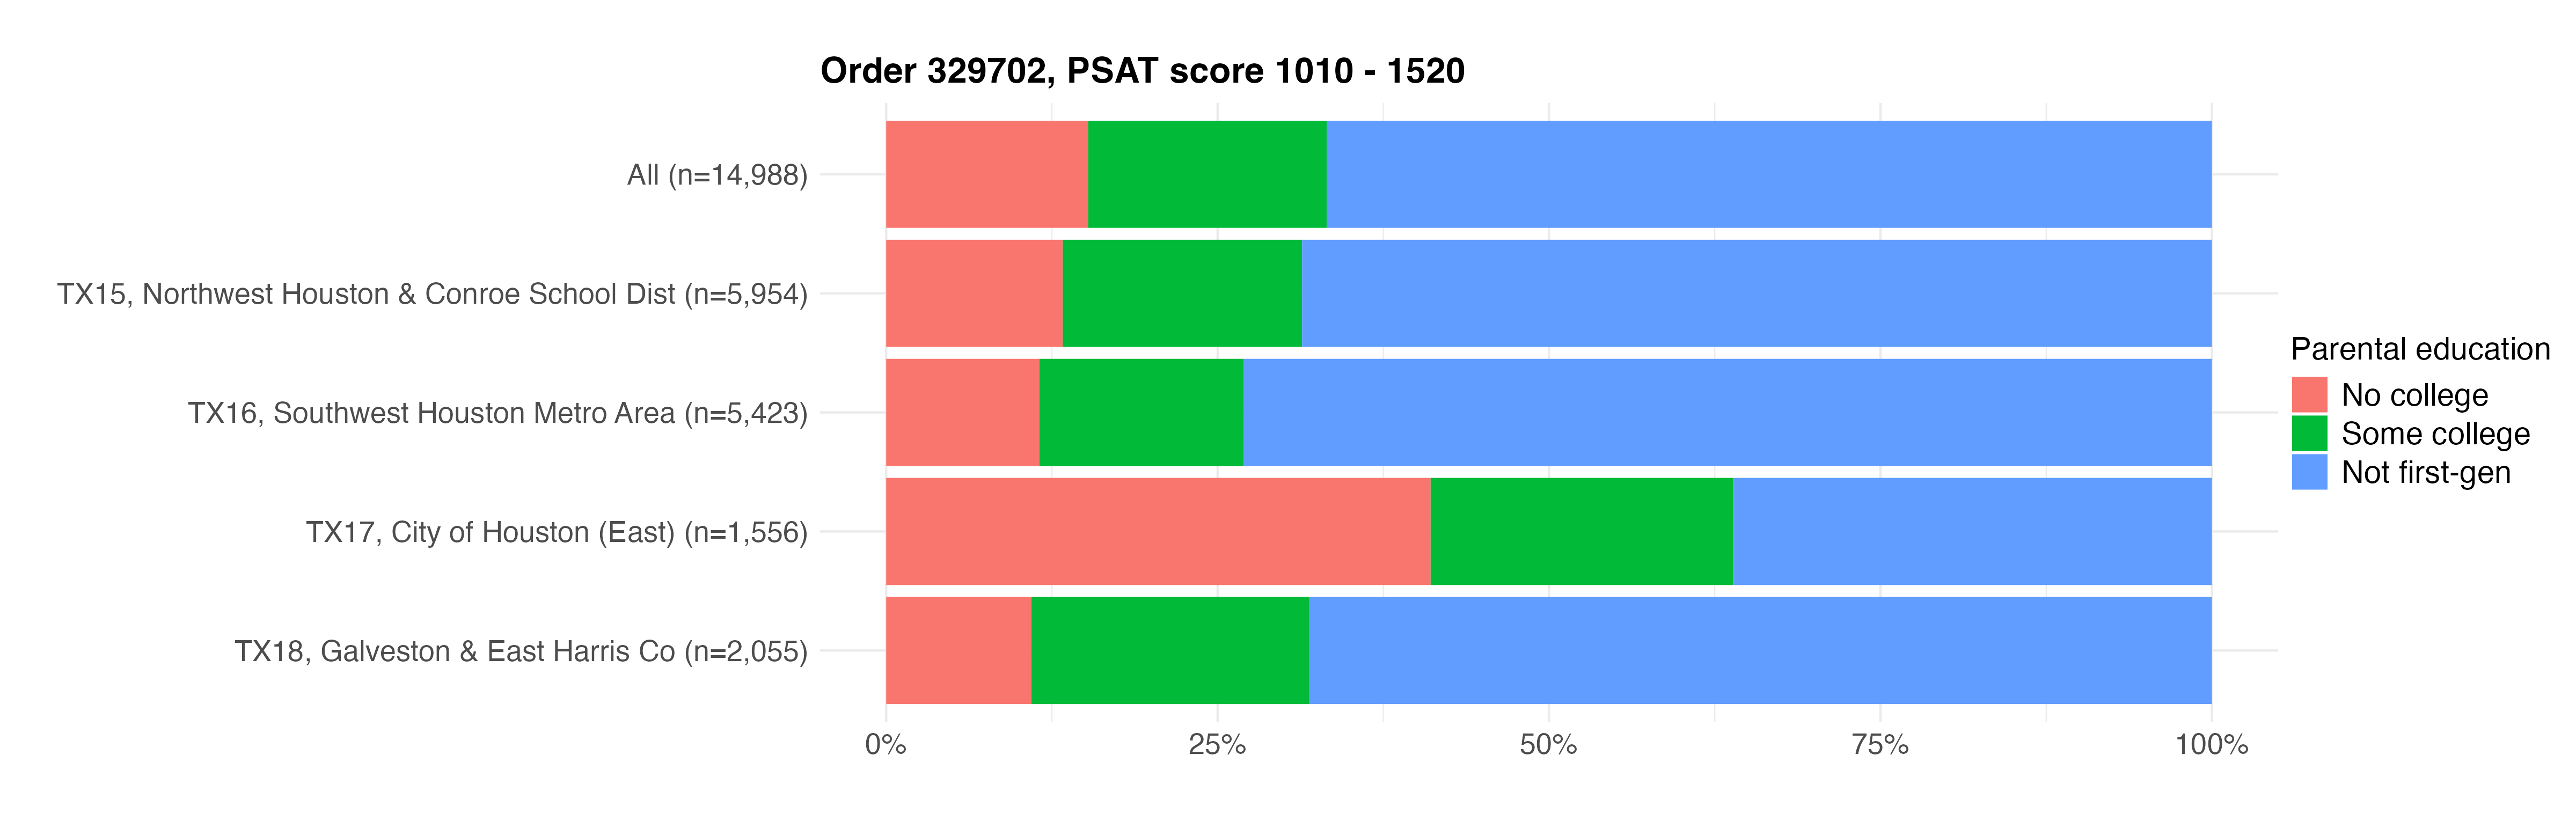 Order 329702, PSAT score 1010 - 1520
All (n=14,988)
TX15, Northwest Houston & Conroe School Dist (n=5,954)
TX16, Southwest Houston Metro Area (n=5,423)
TX17, City of Houston (East) (n=1,556)
TX18, Galveston & East Harris Co (n=2,055)
0% 25% 50% 75% 100%
Parental education
No college
Some college
Not first-gen